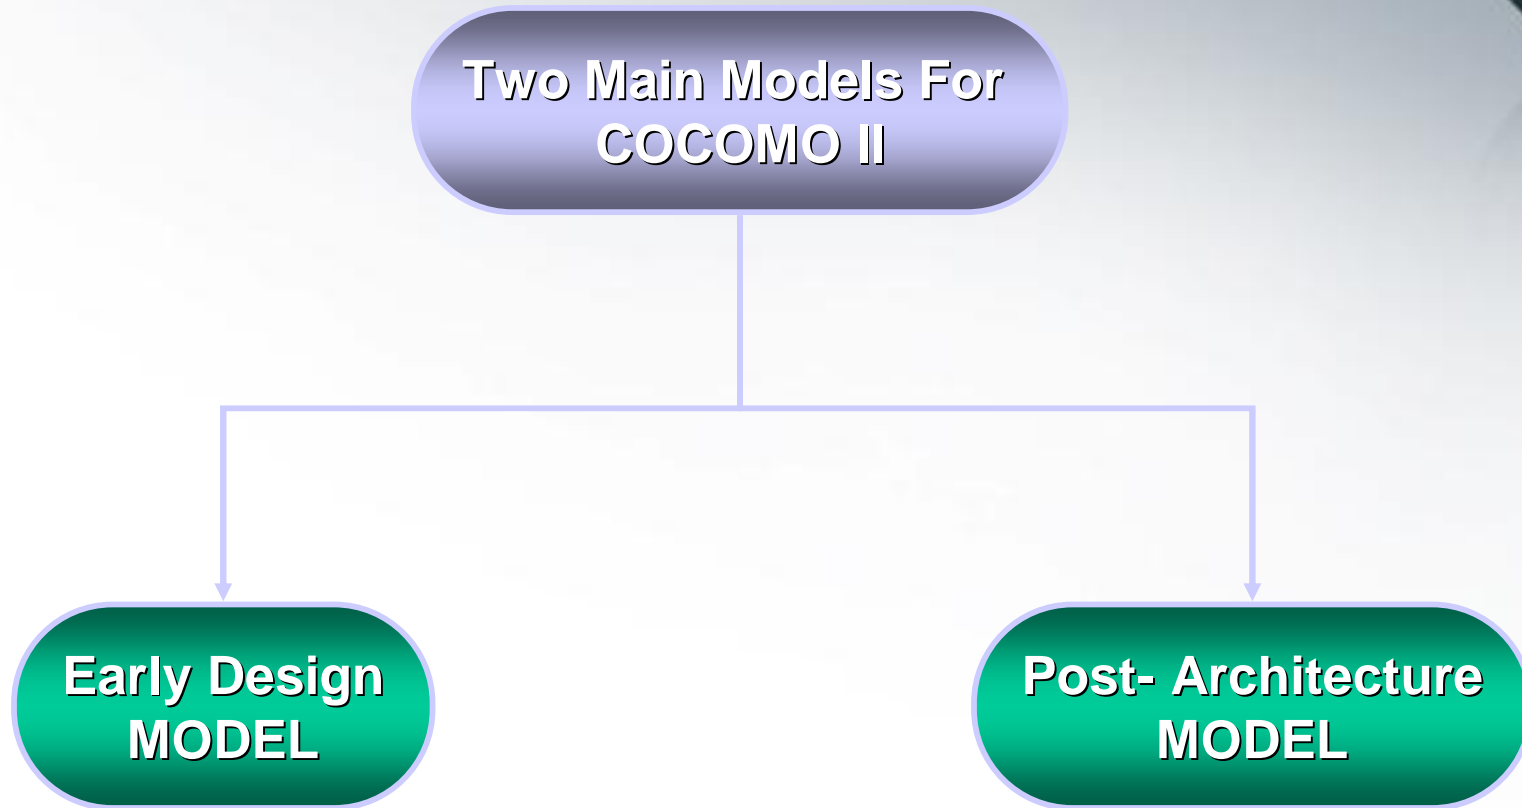 Two Main Models For
COCOMO II
Early Design
MODEL
Post- Architecture
MODEL